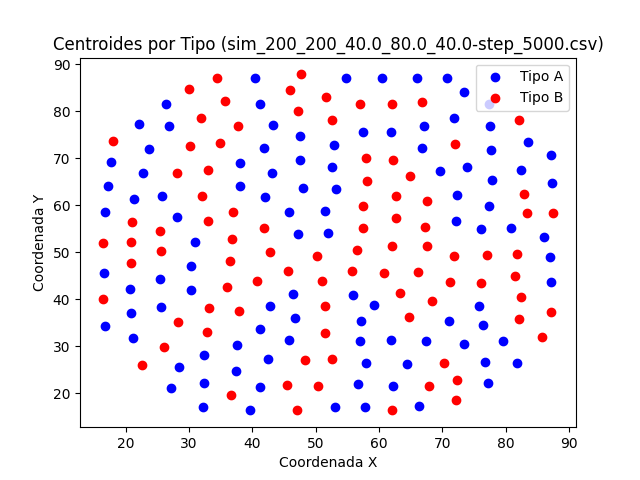 Centroides por Tipo (sim_200_200_40.0_80.0_40.0-step_5000.csv)
Tipo A
Tipo B
Coordenada Y
90
80
70
60
50
40
30
20
20 30 40 50 60 70 80 90
Coordenada X